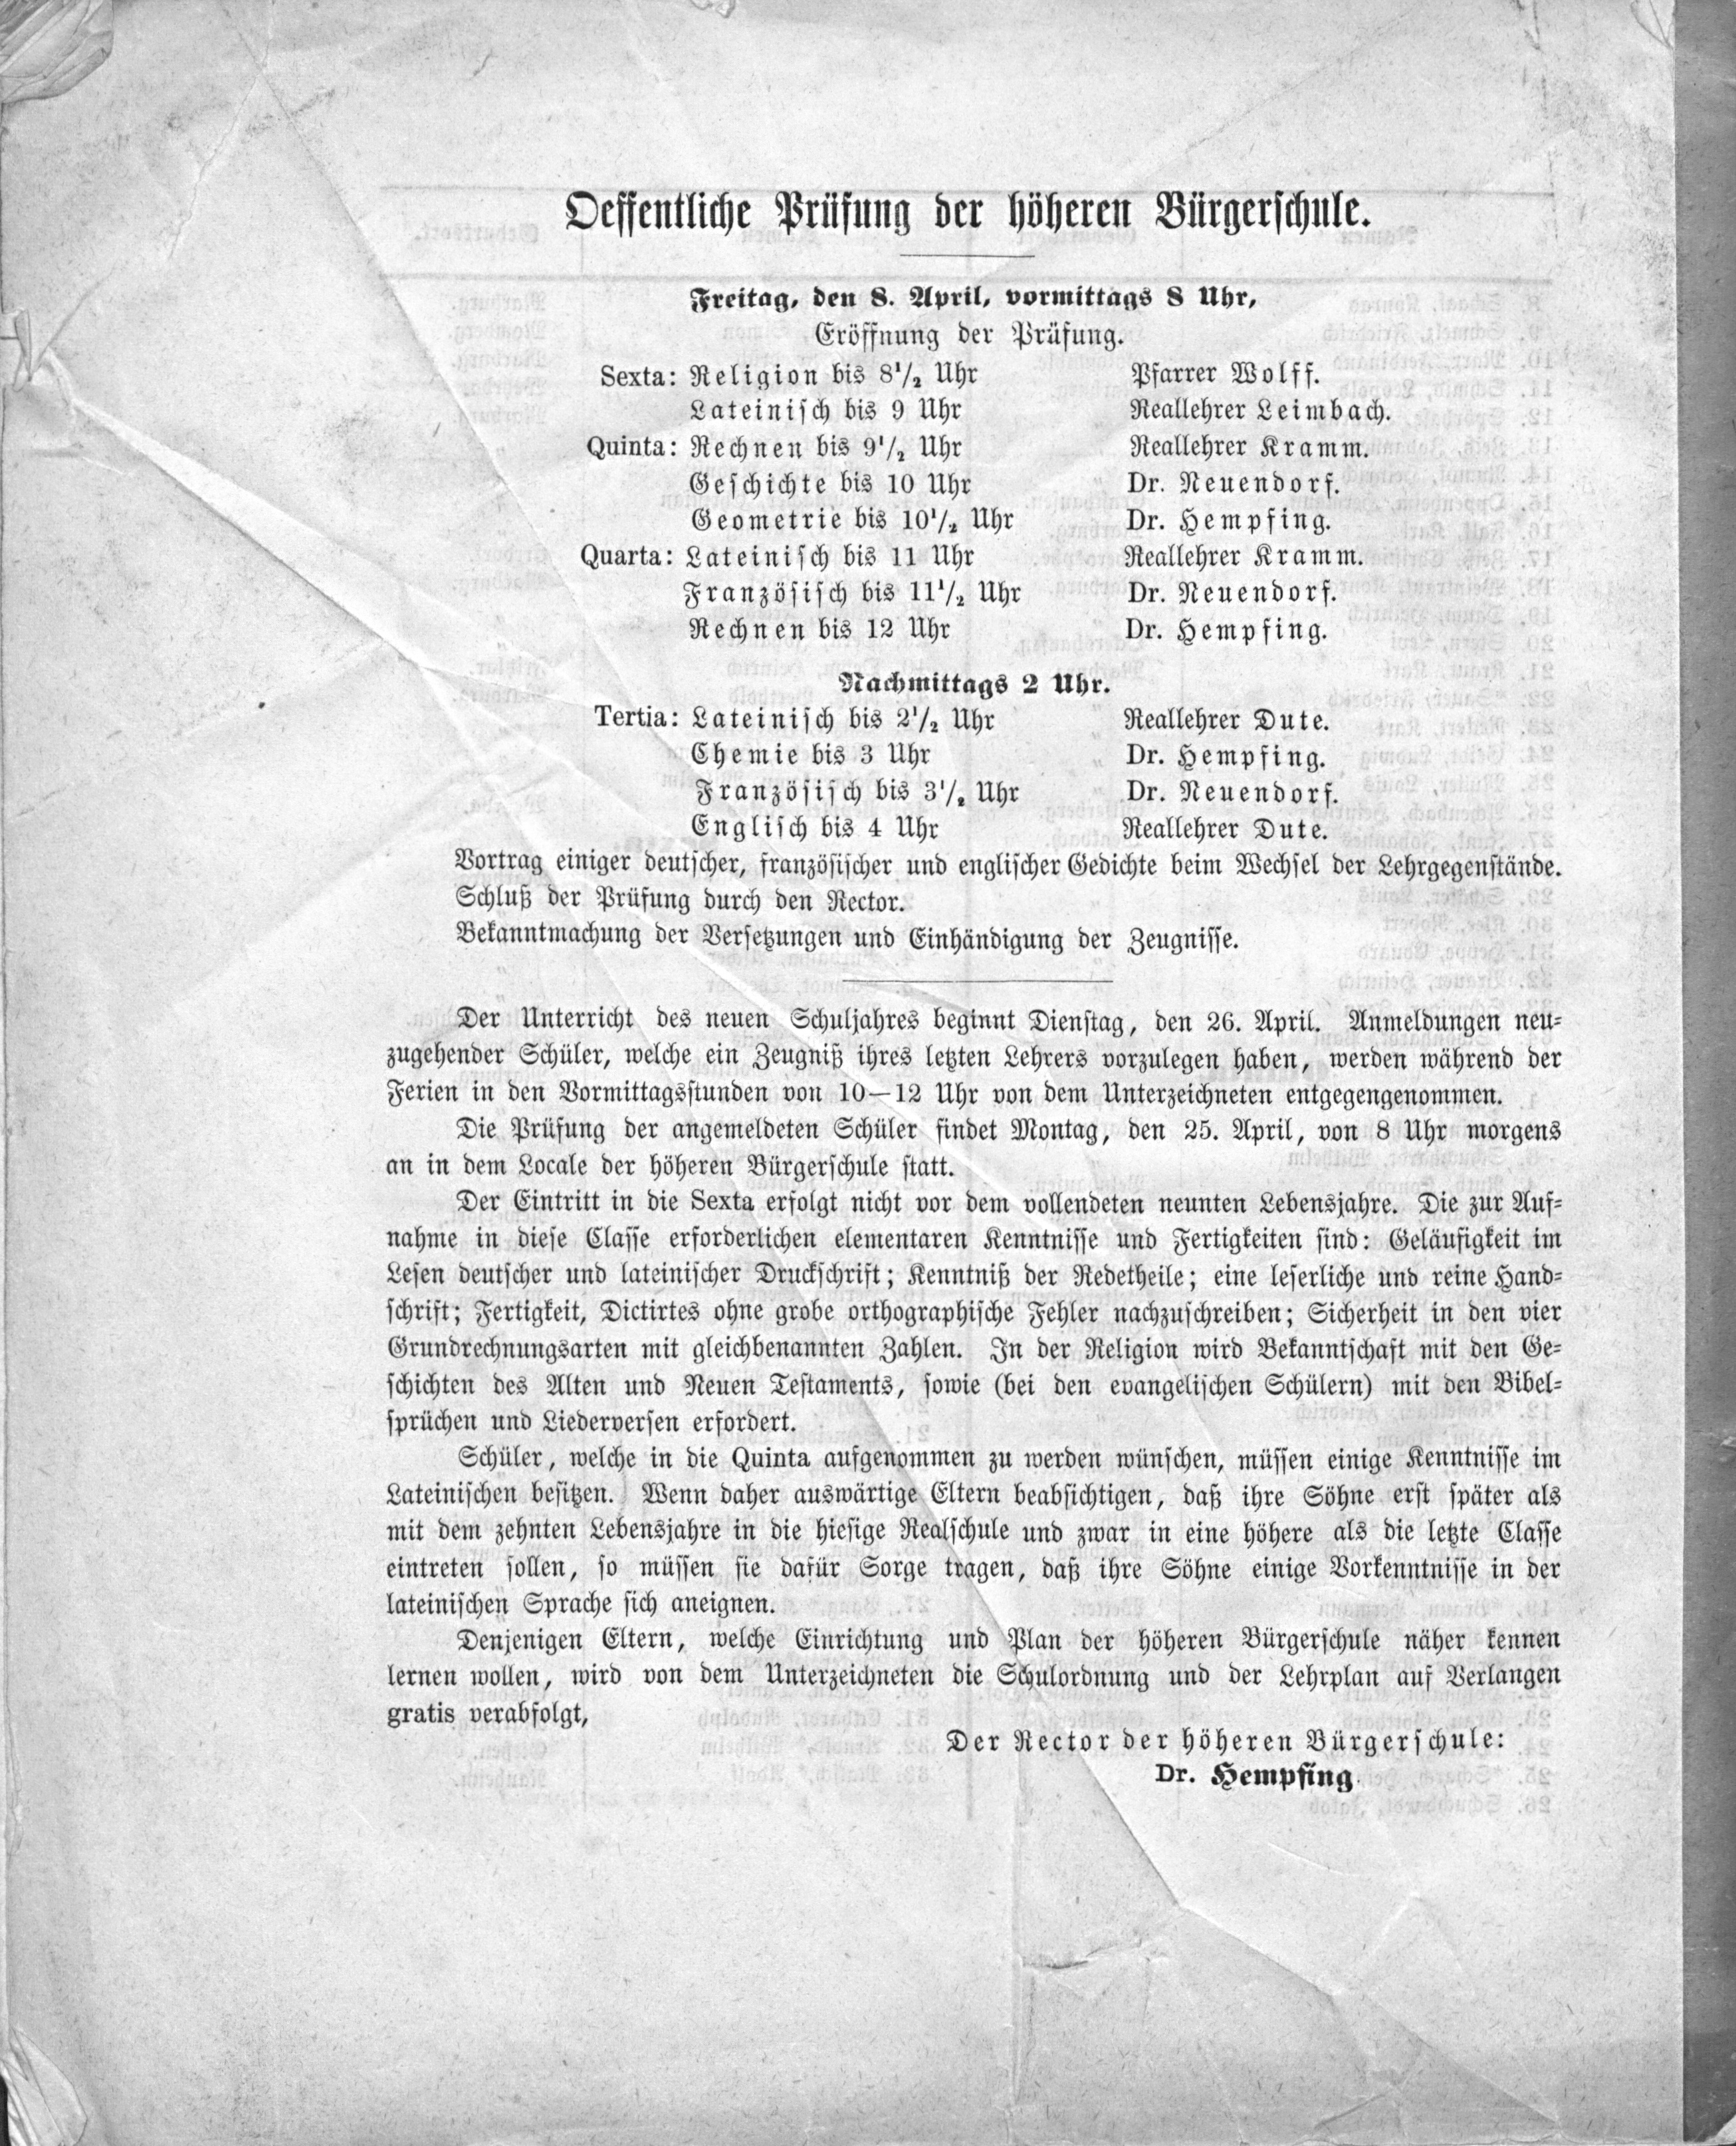 Oeffentliche Prüfung der höheren Bürgerschule.
Freitag, den 8. April, vormittags 8 Uhr,
Eröffnung der Prüfung.
Sexta: Religion bis 8¹/₂ Uhr Pfarrer Wolff.
Lateinisch bis 9 Uhr Reallehrer Leimbach.
Quinta: Rechnen bis 9¹/₂ Uhr Reallehrer Kramm.
Geschichte bis 10 Uhr Dr. Neuendorf.
Geometrie bis 10¹/₂ Uhr Dr. Hempfing.
Quarta: Lateinisch bis 11 Uhr Reallehrer Kramm.
Französisch bis 11¹/₂ Uhr Dr. Neuendorf.
Rechnen bis 12 Uhr Dr. Hempfing.
Nachmittags 2 Uhr.
Tertia: Lateinisch bis 2¹/₂ Uhr Reallehrer Dute.
Chemie bis 3 Uhr Dr. Hempfing.
Französisch bis 3¹/₂ Uhr Dr. Neuendorf.
Englisch bis 4 Uhr Reallehrer Dute.
Vortrag einiger deutscher, französischer und englischer Gedichte beim Wechsel der Lehrgegenstände.
Schluß der Prüfung durch den Rector.
Bekanntmachung der Versetzungen und Einhändigung der Zeugnisse.
Der Unterricht des neuen Schuljahres beginnt Dienstag, den 26. April. Anmeldungen neu-
zugehender Schüler, welche ein Zeugniß ihres letzten Lehrers vorzulegen haben, werden während der
Ferien in den Vormittagsstunden von 10—12 Uhr von dem Unterzeichneten entgegengenommen.
Die Prüfung der angemeldeten Schüler findet Montag, den 25. April, von 8 Uhr morgens
an in dem Locale der höheren Bürgerschule statt.
Der Eintritt in die Sexta erfolgt nicht vor dem vollendeten neunten Lebensjahre. Die zur Auf-
nahme in diese Classe erforderlichen elementaren Kenntnisse und Fertigkeiten sind: Geläufigkeit im
Lesen deutscher und lateinischer Druckschrift; Kenntniß der Redetheile; eine leserliche und reine Hand-
schrift; Fertigkeit, Dictirtes ohne grobe orthographische Fehler nachzuschreiben; Sicherheit in den vier
Grundrechnungsarten mit gleichbenannten Zahlen. In der Religion wird Bekanntschaft mit den Ge-
schichten des Alten und Neuen Testaments, sowie (bei den evangelischen Schülern) mit den Bibel-
sprüchen und Liederversen erfordert.
Schüler, welche in die Quinta aufgenommen zu werden wünschen, müssen einige Kenntnisse im
Lateinischen besitzen. Wenn daher auswärtige Eltern beabsichtigen, daß ihre Söhne erst später als
mit dem zehnten Lebensjahre in die hiesige Realschule und zwar in eine höhere als die letzte Classe
eintreten sollen, so müssen sie dafür Sorge tragen, daß ihre Söhne einige Vorkenntnisse in der
lateinischen Sprache sich aneignen.
Denjenigen Eltern, welche Einrichtung und Plan der höheren Bürgerschule näher kennen
lernen wollen, wird von dem Unterzeichneten die Schulordnung und der Lehrplan auf Verlangen
gratis verabfolgt,
Der Rector der höheren Bürgerschule:
Dr. Hempfing.